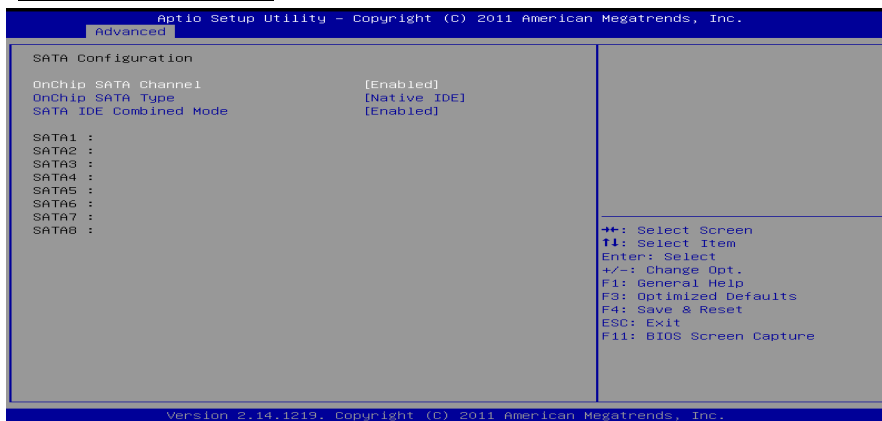 Aptio Setup Utility – Copyright (C) 2011 American Megatrends, Inc.
Advanced
SATA Configuration
OnChip SATA Channel [Enabled]
OnChip SATA Type [Native IDE]
SATA IDE Combined Mode [Enabled]
SATA1 :
SATA2 :
SATA3 :
SATA4 :
SATA5 :
SATA6 :
SATA7 :
SATA8 :
→←: Select Screen
↑↓: Select Item
Enter: Select
+/-: Change Opt.
F1: General Help
F3: Optimized Defaults
F4: Save & Reset
ESC: Exit
F11: BIOS Screen Capture
Version 2.14.1219. Copyright (C) 2011 American Megatrends, Inc.